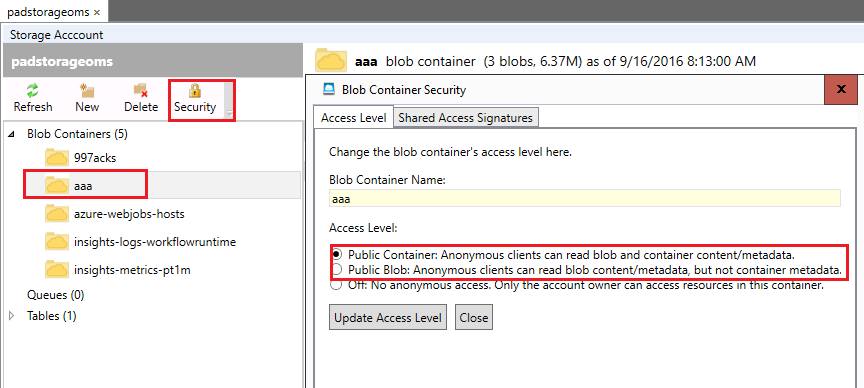 padstorageoms ×
Storage Acccount
padstorageoms
Refresh New Delete Security
Blob Containers (5)
997acks
aaa
azure-webjobs-hosts
insights-logs-workflowruntime
insights-metrics-pt1m
Queues (0)
Tables (1)
aaa blob container (3 blobs, 6.37M) as of 9/16/2016 8:13:00 AM
Blob Container Security x
Access Level Shared Access Signatures
Change the blob container's access level here.
Blob Container Name:
aaa
Access Level:
Public Container: Anonymous clients can read blob and container content/metadata.
Public Blob: Anonymous clients can read blob content/metadata, but not container metadata.
Off: No anonymous access. Only the account owner can access resources in this container.
Update Access Level Close